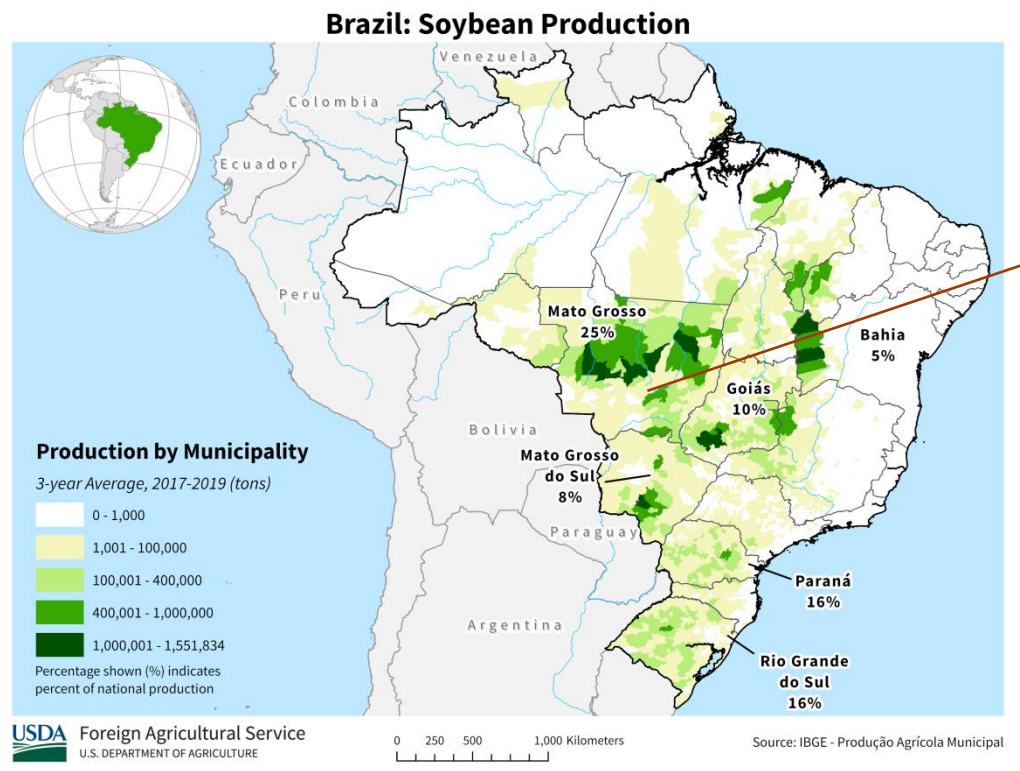 Brazil: Soybean Production
Venezuela
Colombia
Ecuador
Peru
Mato Grosso
25%
Bahia
5%
Goiás
10%
Bolivia
Mato Grosso
do Sul
8%
Paraguay
Paraná
16%
Argentina
Rio Grande
do Sul
16%
Production by Municipality
3-year Average, 2017-2019 (tons)
0 - 1,000
1,001 - 100,000
100,001 - 400,000
400,001 - 1,000,000
1,000,001 - 1,551,834
Percentage shown (%) indicates
percent of national production
USDA
Foreign Agricultural Service
U.S. DEPARTMENT OF AGRICULTURE
0 250 500 1,000 Kilometers
Source: IBGE - Produção Agrícola Municipal